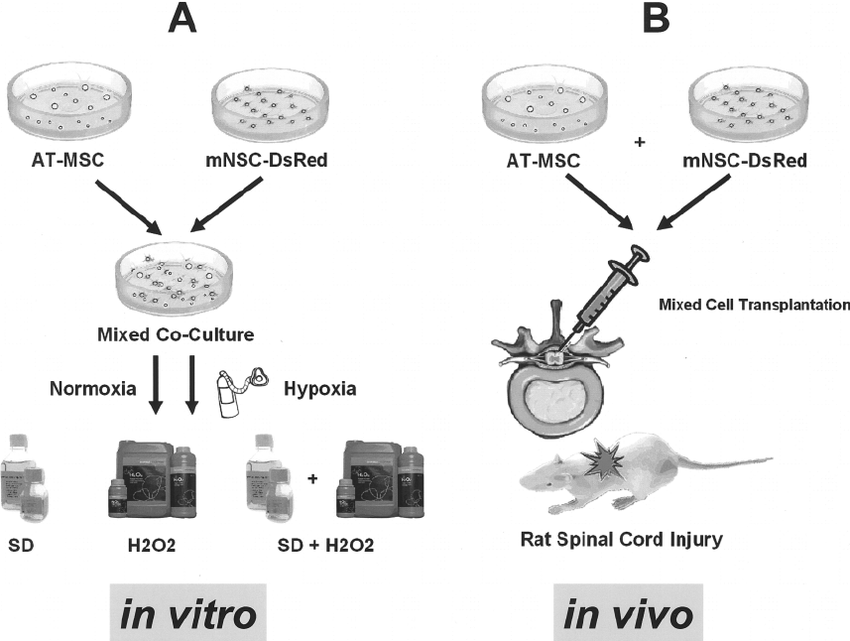 A
B
AT-MSC
mNSC-DsRed
AT-MSC
+
mNSC-DsRed
Mixed Co-Culture
Mixed Cell Transplantation
Normoxia
Hypoxia
+
SD
H2O2
SD + H2O2
Rat Spinal Cord Injury
in vitro
in vivo